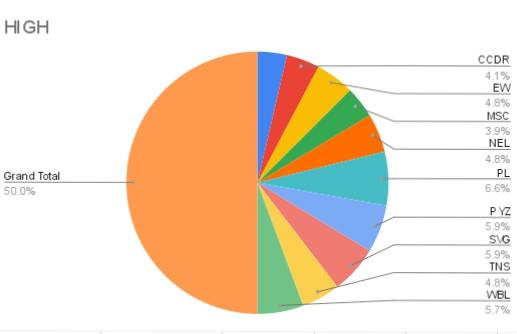 HIGH
CCDR
4.1%
EW
4.8%
MSC
3.9%
NEL
4.8%
PL
6.6%
PYZ
5.9%
SVG
5.9%
TNS
4.8%
WBL
5.7%
Grand Total
50.0%